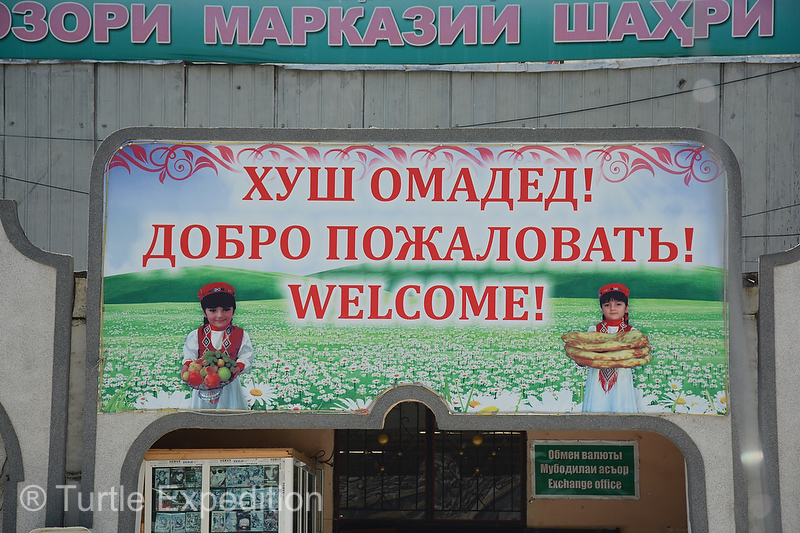 ОЗОРИ МАРКАЗИИ ШАҲРИ
ХУШ ОМАДЕД!
ДОБРО ПОЖАЛОВАТЬ!
WELCOME!
Обмен валюты
Мубодилаи асъор
Exchange office
® Turtle Expedition